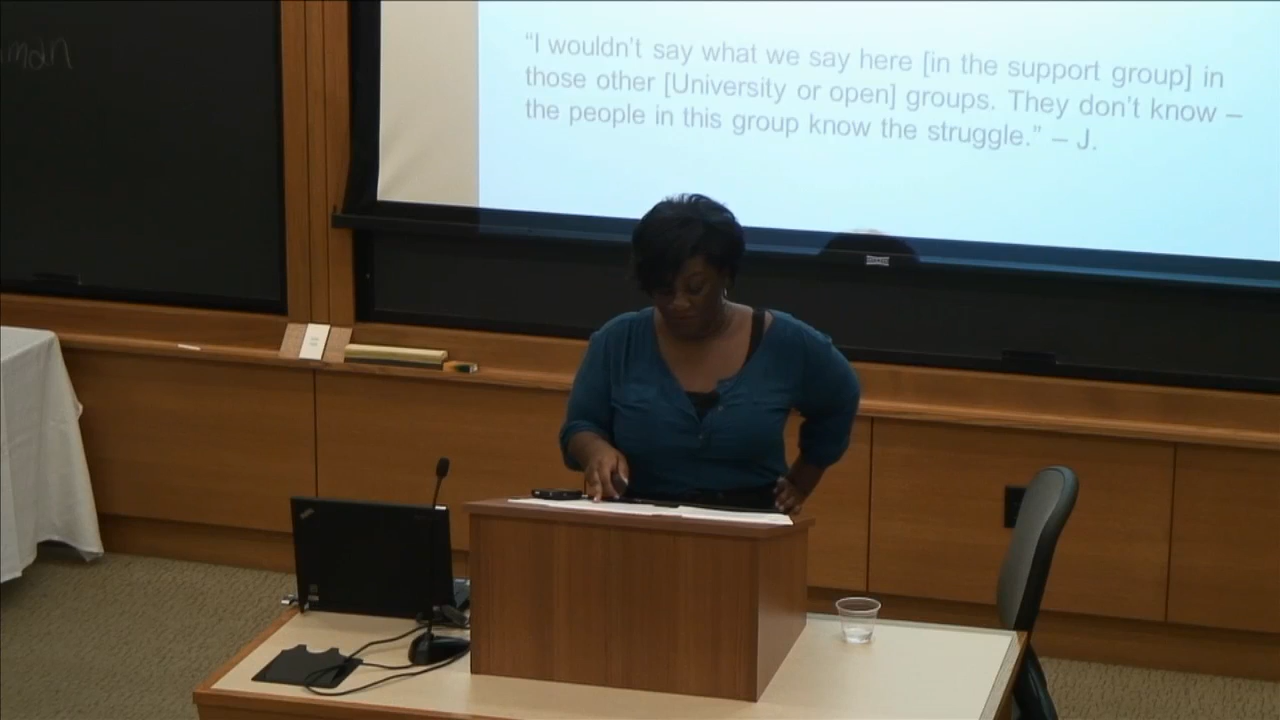 man
“I wouldn’t say what we say here [in the support group] in
those other [University or open] groups. They don’t know –
the people in this group know the struggle.” – J.